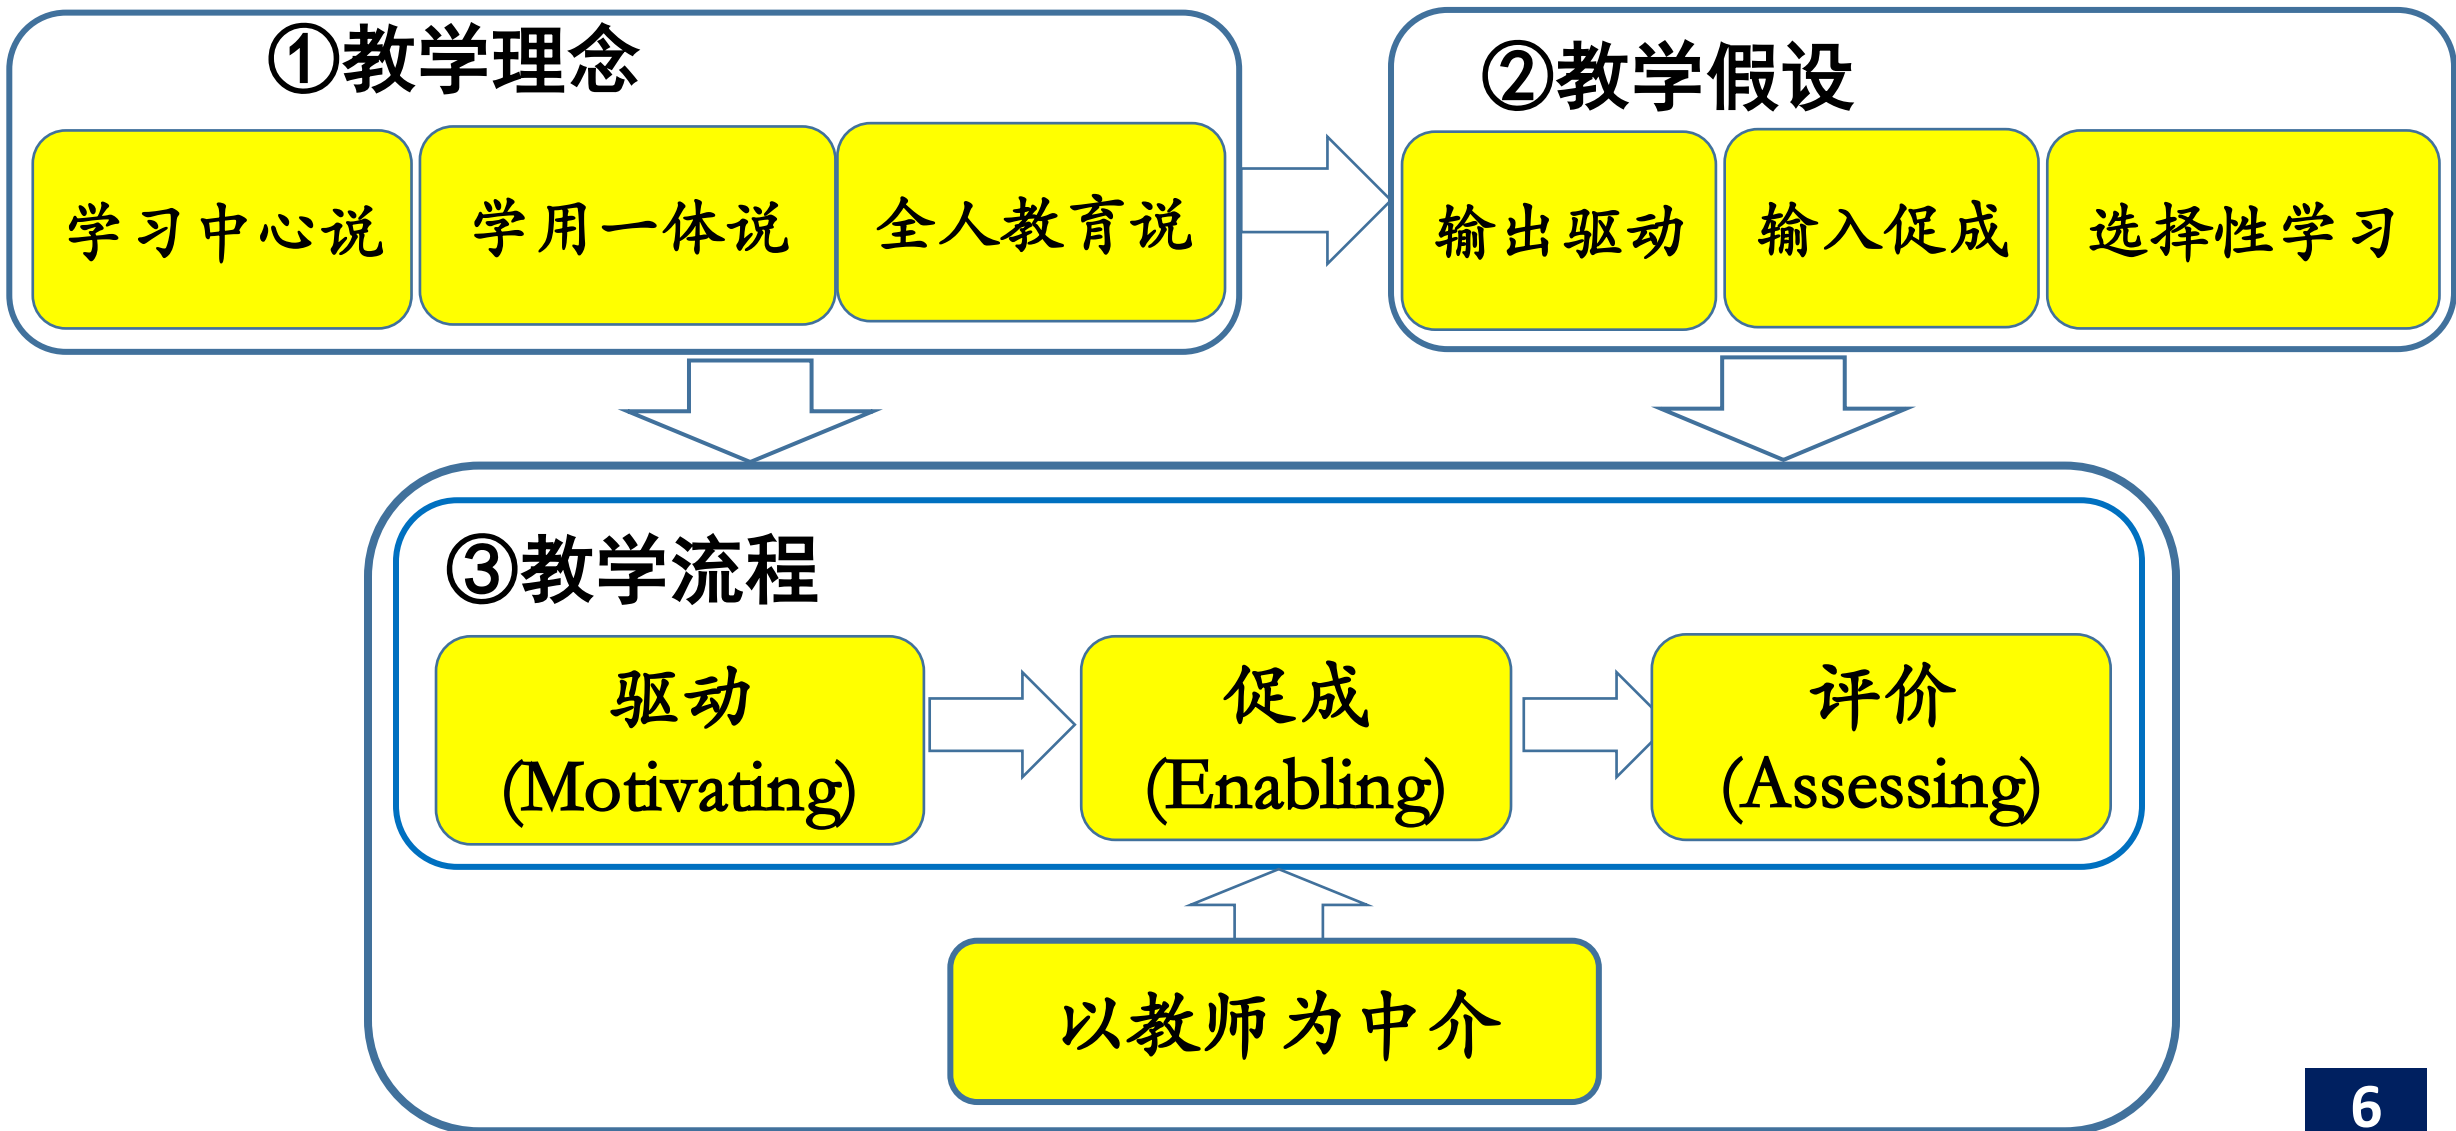 ①教学理念
学习中心说
学用一体说
全人教育说
②教学假设
输出驱动
输入促成
选择性学习
③教学流程
驱动
(Motivating)
促成
(Enabling)
评价
(Assessing)
以教师为中介
6